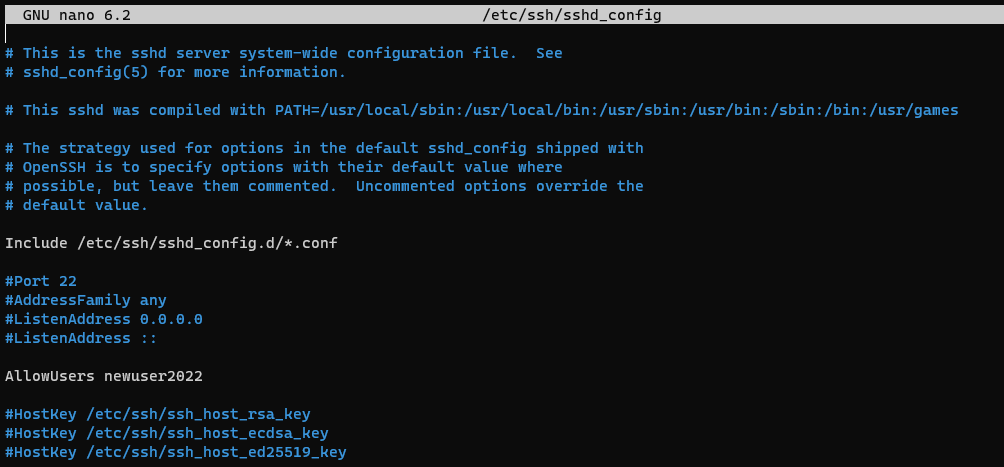 GNU nano 6.2 /etc/ssh/sshd_config
# This is the sshd server system-wide configuration file.  See
# sshd_config(5) for more information.
# This sshd was compiled with PATH=/usr/local/sbin:/usr/local/bin:/usr/sbin:/usr/bin:/sbin:/bin:/usr/games
# The strategy used for options in the default sshd_config shipped with
# OpenSSH is to specify options with their default value where
# possible, but leave them commented.  Uncommented options override the
# default value.
Include /etc/ssh/sshd_config.d/*.conf
#Port 22
#AddressFamily any
#ListenAddress 0.0.0.0
#ListenAddress ::
AllowUsers newuser2022
#HostKey /etc/ssh/ssh_host_rsa_key
#HostKey /etc/ssh/ssh_host_ecdsa_key
#HostKey /etc/ssh/ssh_host_ed25519_key